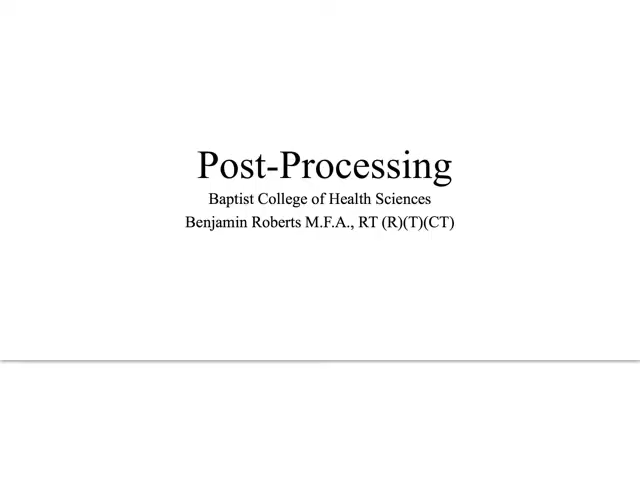 Post-Processing
Baptist College of Health Sciences
Benjamin Roberts M.F.A., RT (R)(T)(CT)